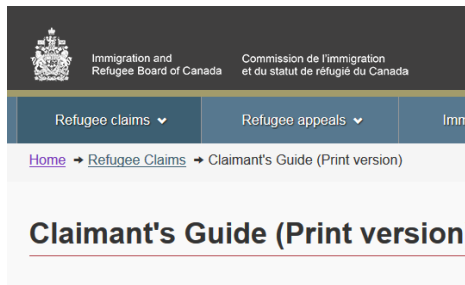 Immigration and Commission de l'immigration
Refugee Board of Canada et du statut de réfugié du Canada
Refugee claims Refugee appeals Imm
Home ➔ Refugee Claims ➔ Claimant's Guide (Print version)
Claimant's Guide (Print version